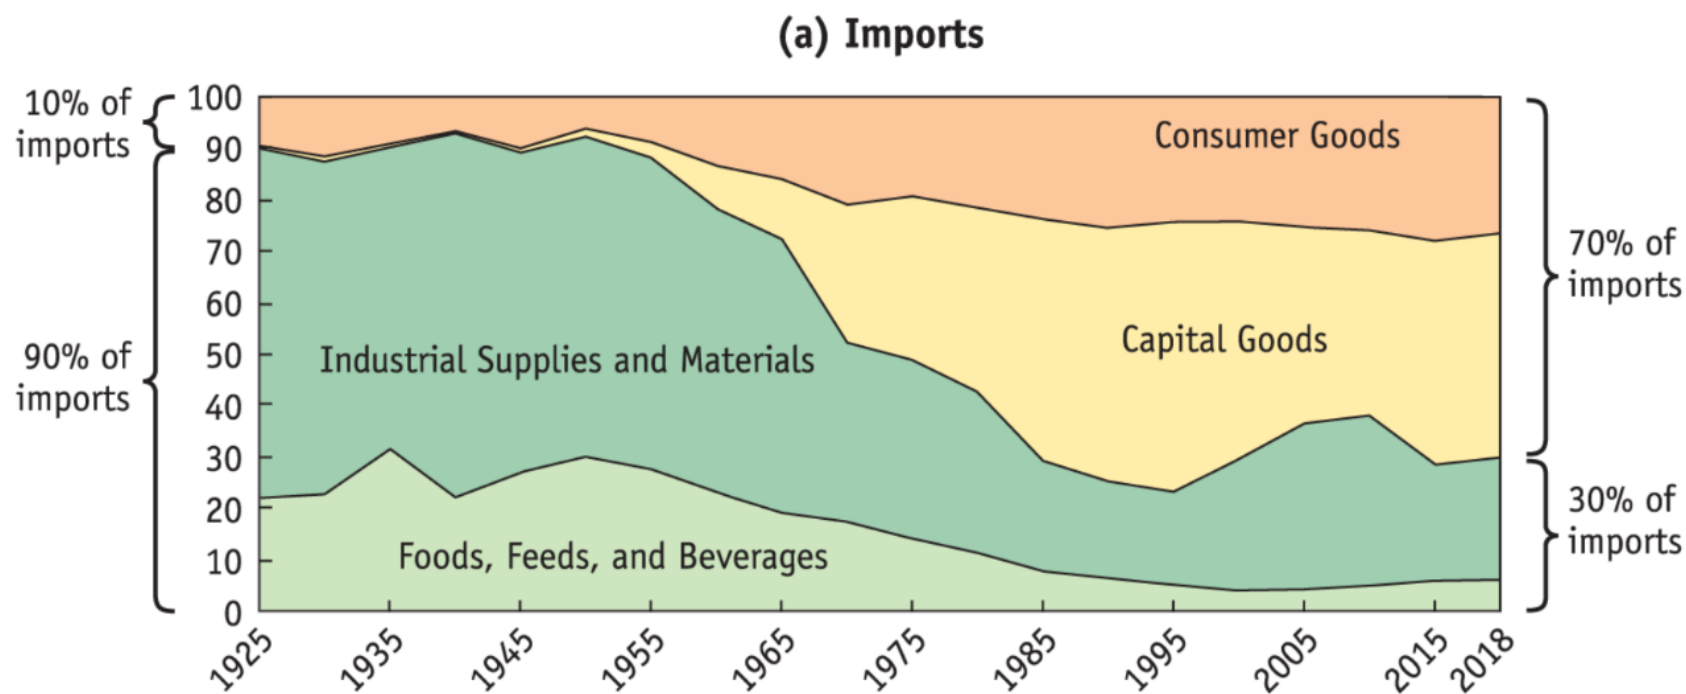 (a) Imports
10% of
imports
90% of
imports
100
90
80
70
60
50
40
30
20
10
0
Consumer Goods
Capital Goods
Industrial Supplies and Materials
Foods, Feeds, and Beverages
70% of
imports
30% of
imports
1925
1935
1945
1955
1965
1975
1985
1995
2005
2015
2018